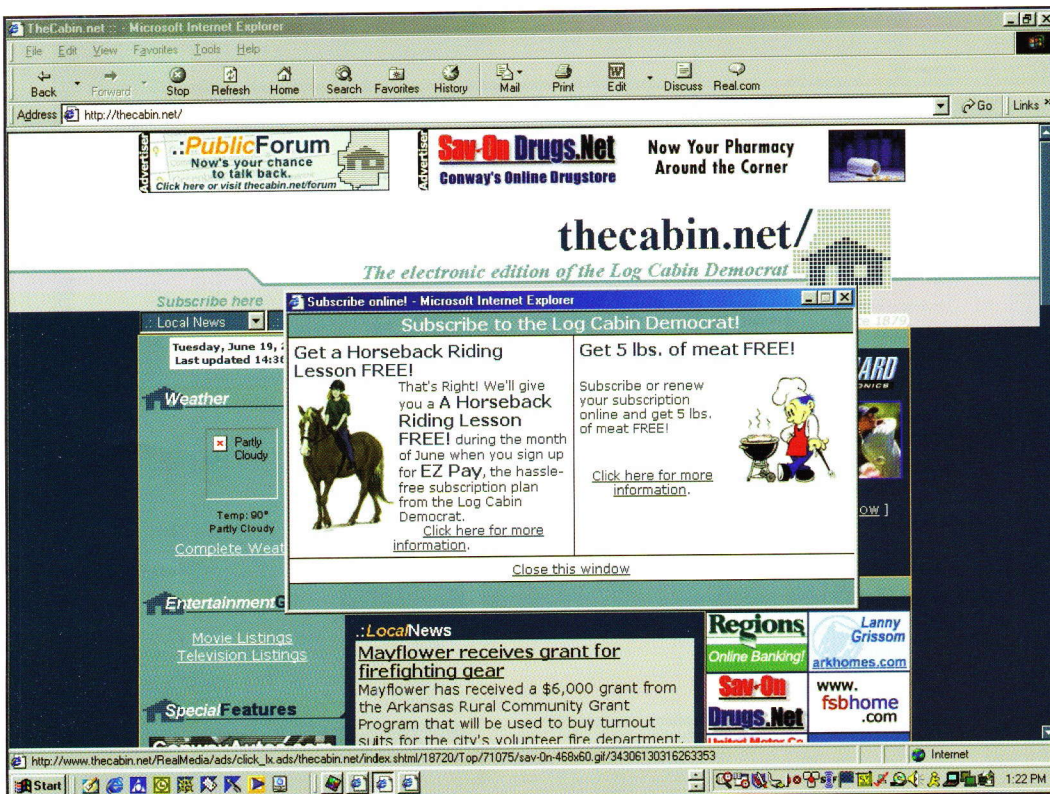 TheCabin.net :: - Microsoft Internet Explorer
File Edit View Favorites Tools Help
Back Forward Stop Refresh Home Search Favorites History Mail Print Edit Discuss Real.com
Address http://thecabin.net/ Go Links »
Advertiser
.:PublicForum
Now's your chance
to talk back.
Click here or visit thecabin.net/forum
Advertiser
Sav-On Drugs.Net
Conway's Online Drugstore
Now Your Pharmacy
Around the Corner
thecabin.net/
The electronic edition of the Log Cabin Democrat
Subscribe here
1879
.: Local News
Tuesday, June 19,
Last updated 14:
Weather
Partly
Cloudy
Temp: 90°
Partly Cloudy
Complete Weat
Entertainment
Movie Listings
Television Listings
SpecialFeatures
Subscribe online! - Microsoft Internet Explorer
Subscribe to the Log Cabin Democrat!
Get a Horseback Riding
Lesson FREE!
That's Right! We'll give
you a A Horseback
Riding Lesson
FREE! during the month
of June when you sign up
for EZ Pay, the hassle-
free subscription plan
from the Log Cabin
Democrat.
Click here for more
information.
Get 5 lbs. of meat FREE!
Subscribe or renew
your subscription
online and get 5 lbs.
of meat FREE!
Click here for more
information.
Close this window
ARD
ONICS
ow ]
.:LocalNews
Mayflower receives grant for
firefighting gear
Mayflower has received a $6,000 grant from
the Arkansas Rural Community Grant
Program that will be used to buy turnout
suits for the city's volunteer fire department.
Regions
Online Banking!
Lanny
Grissom
arkhomes.com
Sav-On
Drugs.Net
www.
fsbhome
.com
United Motor Co
http://www.thecabin.net/RealMedia/ads/click_lx.ads/thecabin.net/index.shtml/18720/Top/71075/sav-0n-468x60.gif/34306130316263353
Internet
Start
1:22 PM